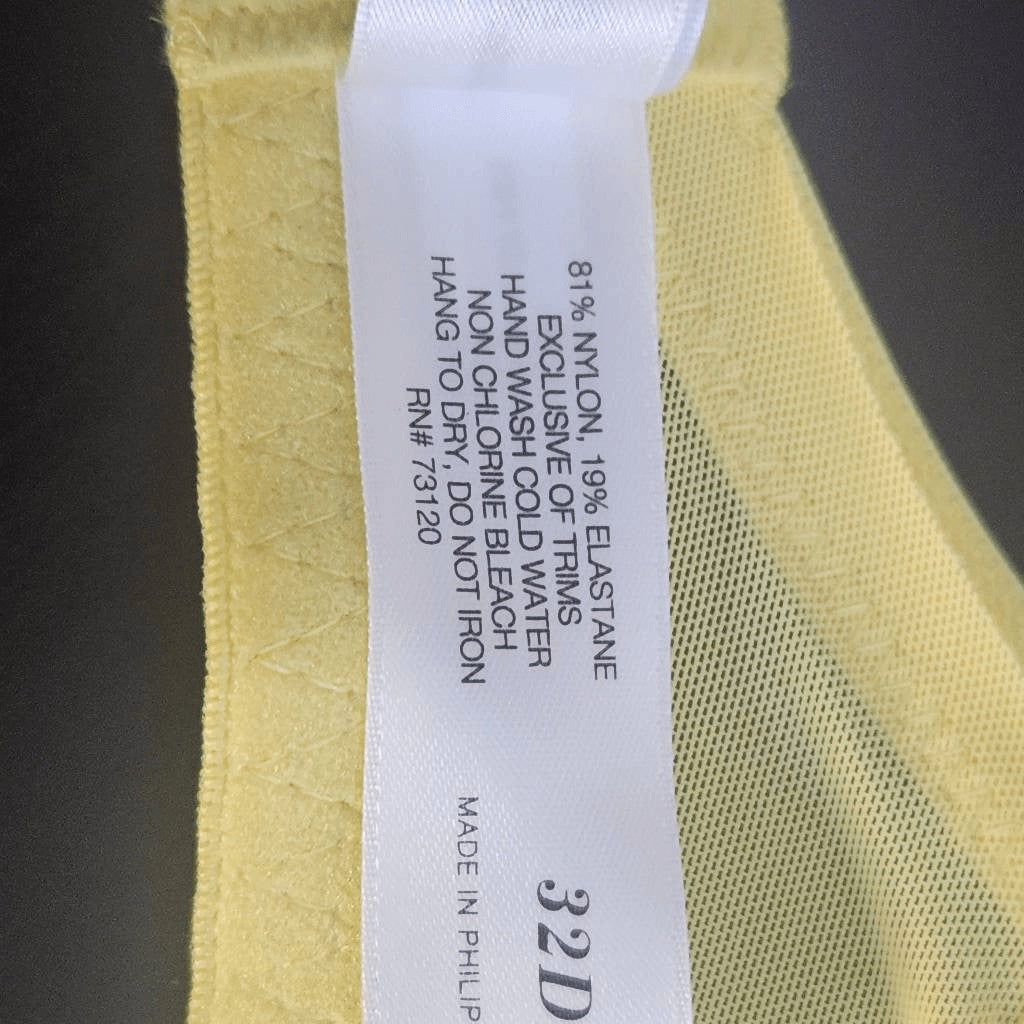 81% NYLON, 19% ELASTANE
EXCLUSIVE OF TRIMS
HAND WASH COLD WATER
NON CHLORINE BLEACH
HANG TO DRY, DO NOT IRON
RN# 73120
32D
MADE IN PHILIP